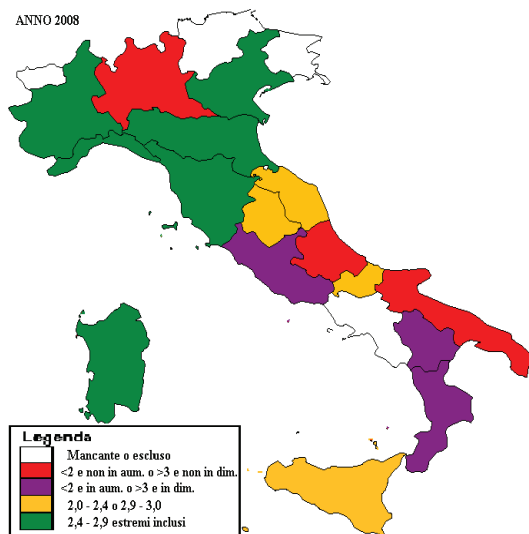 ANNO 2008
Legenda
Mancante o escluso
<2 e non in aum. o >3 e non in dim.
<2 e in aum. o >3 e in dim.
2,0 - 2,4 o 2,9 - 3,0
2,4 - 2,9 estremi inclusi